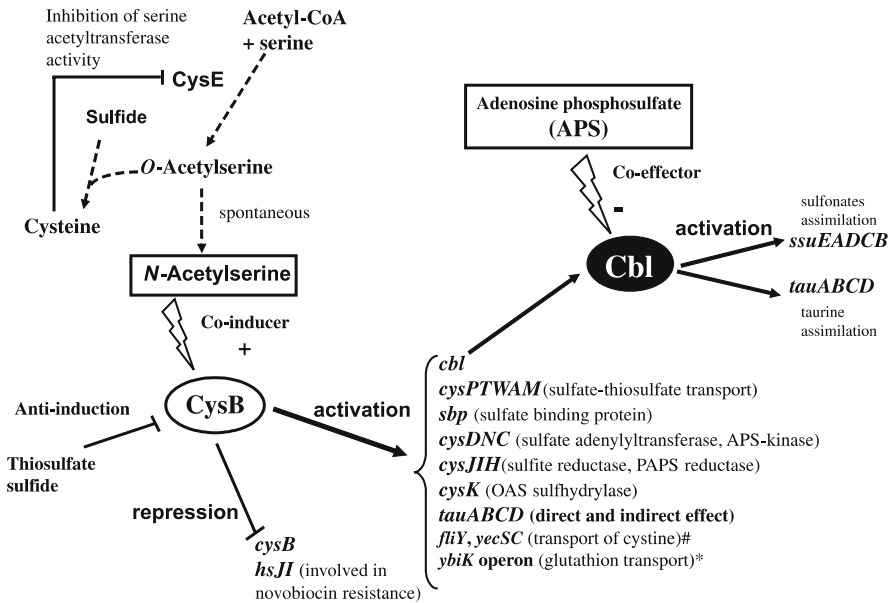 Inhibition of serine
acetyltransferase
activity
Acetyl-CoA
+ serine
CysE
Sulfide
O-Acetylserine
Cysteine
spontaneous
N-Acetylserine
Co-inducer
+
CysB
Anti-induction
Thiosulfate
sulfide
activation
repression
cysB
hsJI (involved in
novobiocin resistance)
Adenosine phosphosulfate
(APS)
Co-effector
-
Cbl
activation
sulfonates
assimilation
ssuEADCB
tauABCD
taurine
assimilation
cbl
cysPTWAM (sulfate-thiosulfate transport)
sbp (sulfate binding protein)
cysDNC (sulfate adenylyltransferase, APS-kinase)
cysJIH(sulfite reductase, PAPS reductase)
cysK (OAS sulfhydrylase)
tauABCD (direct and indirect effect)
fliY, yecSC (transport of cystine)#
ybiK operon (glutathion transport)*